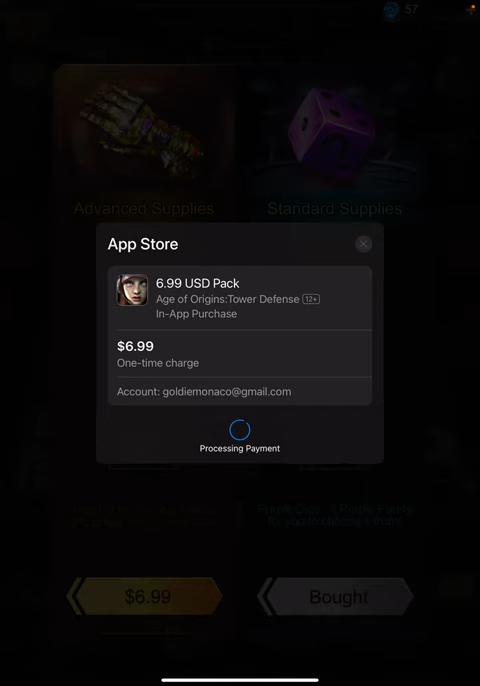 57
Advanced Supplies
Standard Supplies
App Store
6.99 USD Pack
Age of Origins:Tower Defense 12+
In-App Purchase
$6.99
One-time charge
Account: goldiemonaco@gmail.com
Processing Payment
$6.99
Bought